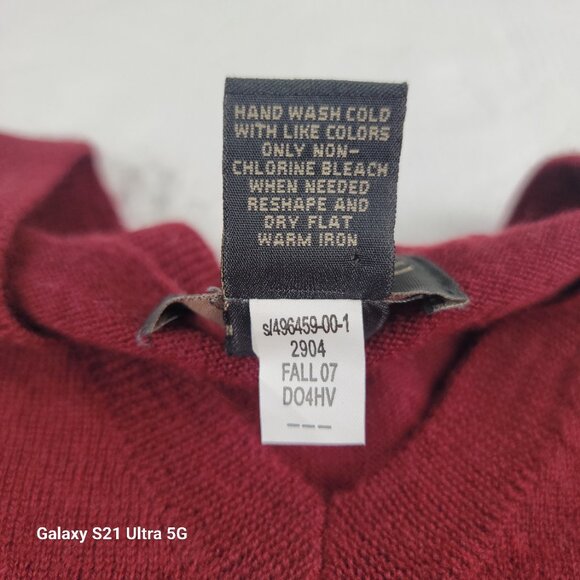 HAND WASH COLD
WITH LIKE COLORS
ONLY NON-
CHLORINE BLEACH
WHEN NEEDED
RESHAPE AND
DRY FLAT
WARM IRON
s/496459-00-1
2904
FALL 07
DO4HV
---
Galaxy S21 Ultra 5G